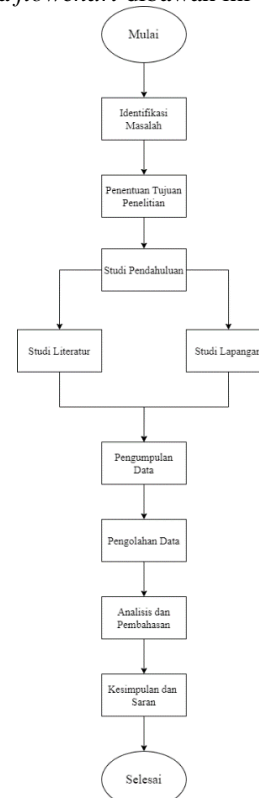 flowchart dibawah ini
Mulai
Identifikasi
Masalah
Penentuan Tujuan
Penelitian
Studi Pendahuluan
Studi Literatur
Studi Lapangan
Pengumpulan
Data
Pengolahan Data
Analisis dan
Pembahasan
Kesimpulan dan
Saran
Selesai